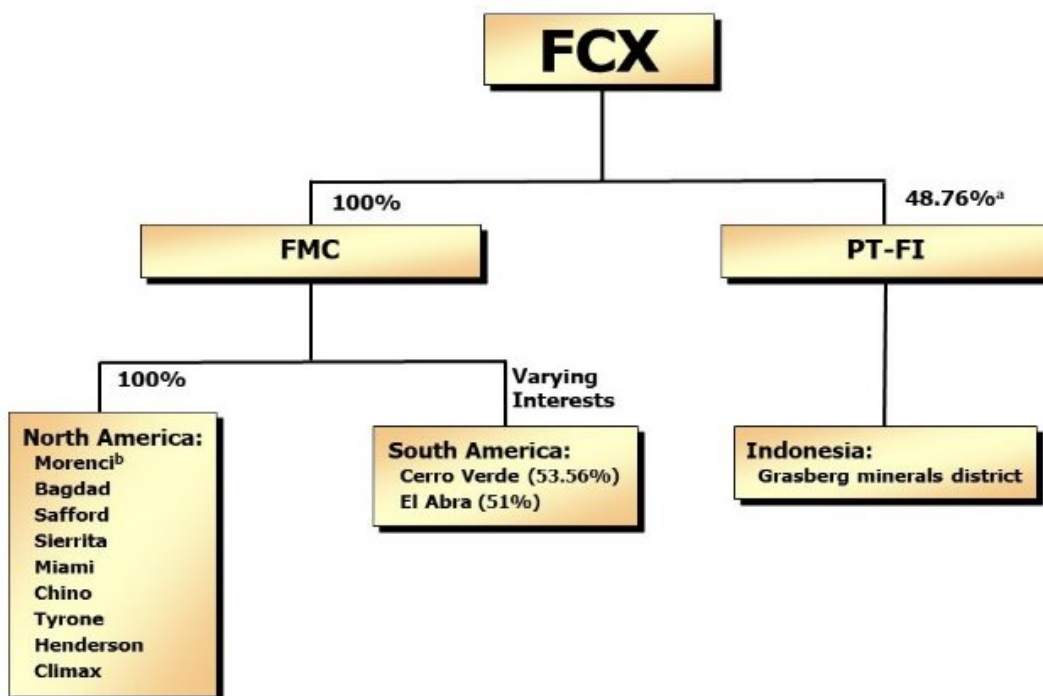 FCX
100%
48.76%ᵃ
FMC
PT-FI
100%
Varying
Interests
North America:
Morenciᵇ
Bagdad
Safford
Sierrita
Miami
Chino
Tyrone
Henderson
Climax
South America:
Cerro Verde (53.56%)
El Abra (51%)
Indonesia:
Grasberg minerals district